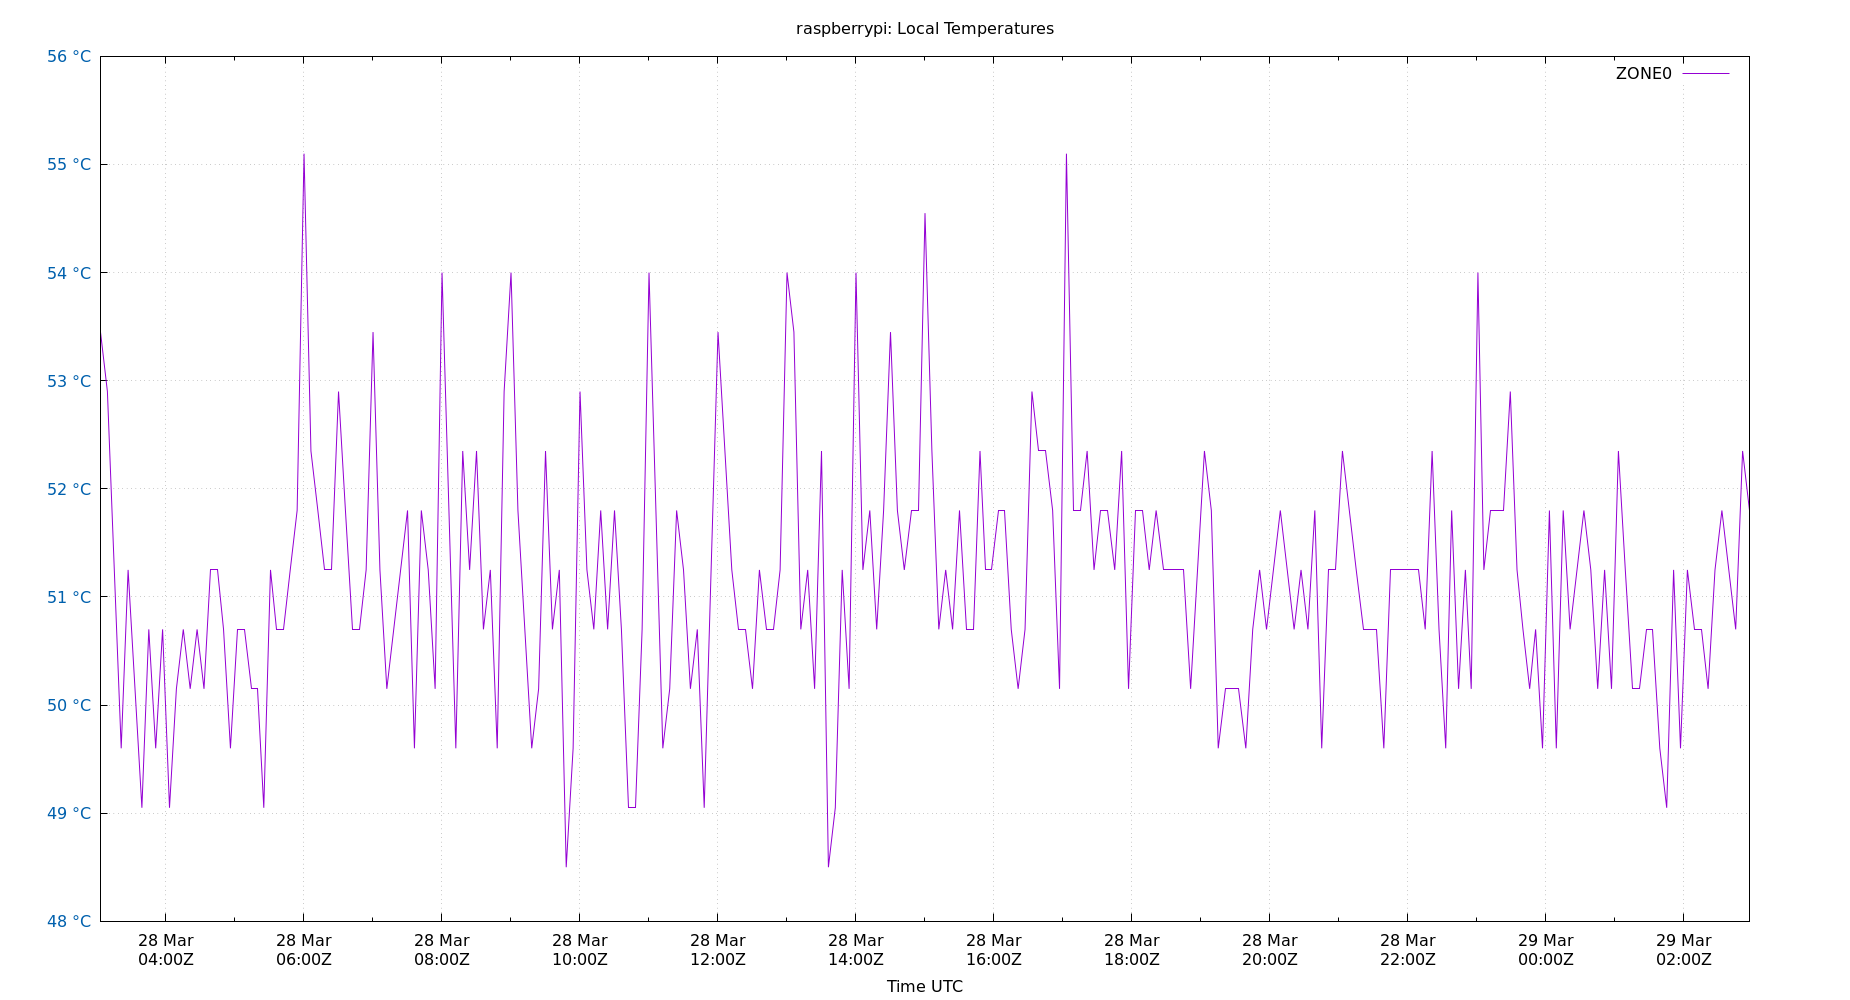 raspberrypi: Local Temperatures
56 °C
ZONE0
55 °C
54 °C
53 °C
52 °C
51 °C
50 °C
49 °C
48 °C
28 Mar 28 Mar 28 Mar 28 Mar 28 Mar 28 Mar 28 Mar 28 Mar 28 Mar 28 Mar 29 Mar 29 Mar
04:00Z 06:00Z 08:00Z 10:00Z 12:00Z 14:00Z 16:00Z 18:00Z 20:00Z 22:00Z 00:00Z 02:00Z
Time UTC